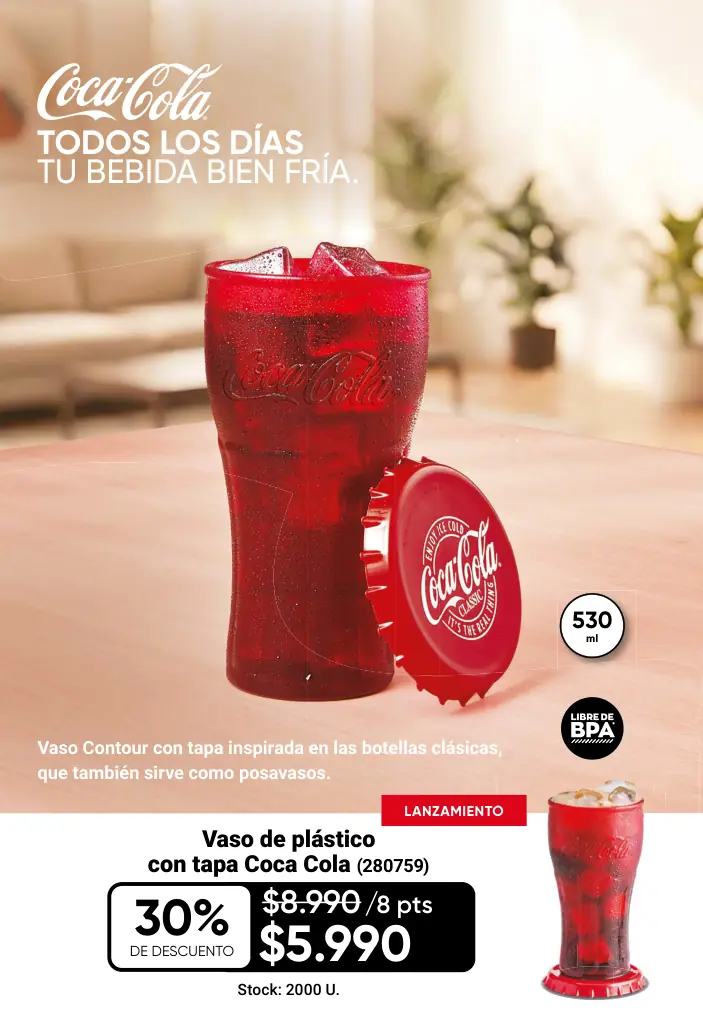 Coca-Cola
TODOS LOS DÍAS
TU BEBIDA BIEN FRÍA.
Coca-Cola
ENJOY ICE COLD
Coca-Cola
CLASSIC
IT'S THE REAL THING
530
ml
LIBRE DE
BPA*
Vaso Contour con tapa inspirada en las botellas clásicas,
que también sirve como posavasos.
LANZAMIENTO
Vaso de plástico
con tapa Coca Cola (280759)
30%
DE DESCUENTO
$8.990 /8 pts
$5.990
Stock: 2000 U.
Coca-Cola